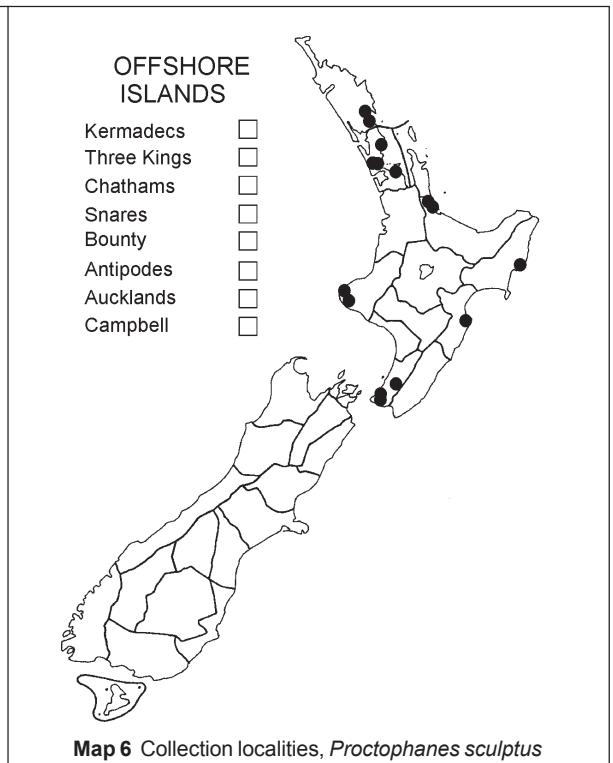 OFFSHORE
ISLANDS
Kermadecs
Three Kings
Chathams
Snares
Bounty
Antipodes
Aucklands
Campbell
Map 6 Collection localities, Proctophanes sculptus